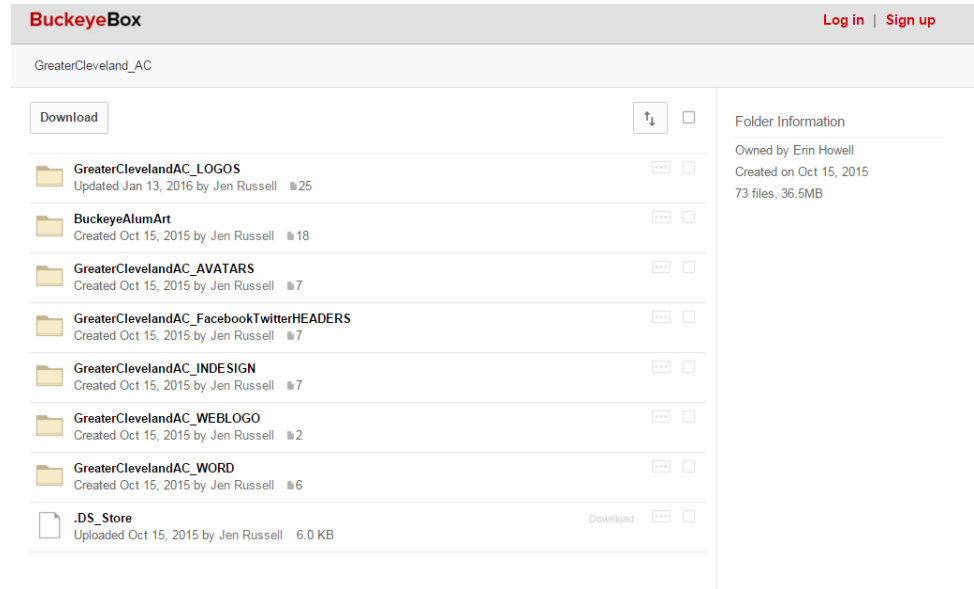 BuckeyeBox
Log in | Sign up
GreaterCleveland_AC
Download
GreaterClevelandAC_LOGOS
Updated Jan 13, 2016 by Jen Russell 25
BuckeyeAlumArt
Created Oct 15, 2015 by Jen Russell 18
GreaterClevelandAC_AVATARS
Created Oct 15, 2015 by Jen Russell 7
GreaterClevelandAC_FacebookTwitterHEADERS
Created Oct 15, 2015 by Jen Russell 7
GreaterClevelandAC_INDESIGN
Created Oct 15, 2015 by Jen Russell 7
GreaterClevelandAC_WEBLOGO
Created Oct 15, 2015 by Jen Russell 2
GreaterClevelandAC_WORD
Created Oct 15, 2015 by Jen Russell 6
.DS_Store
Uploaded Oct 15, 2015 by Jen Russell 6.0 KB
Download
Folder Information
Owned by Erin Howell
Created on Oct 15, 2015
73 files, 36.5MB